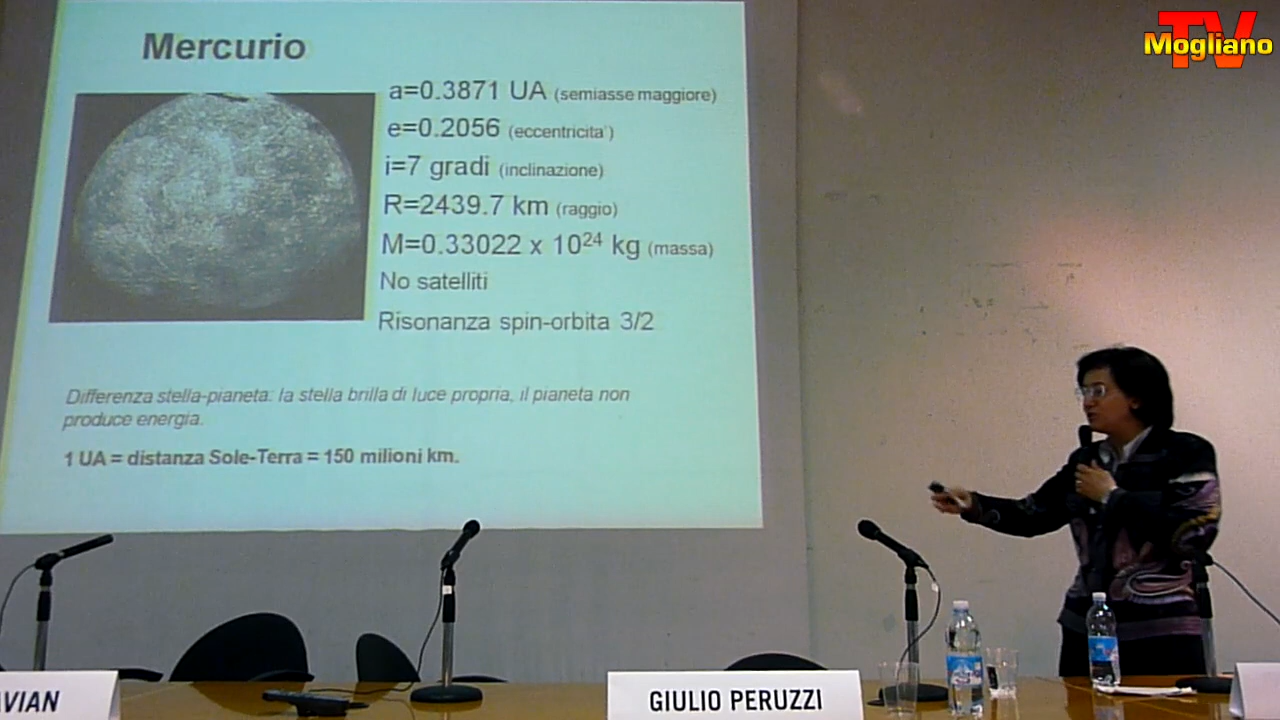 Mercurio
a=0.3871 UA (semiasse maggiore)
e=0.2056 (eccentricita')
i=7 gradi (inclinazione)
R=2439.7 km (raggio)
M=0.33022 x 10²⁴ kg (massa)
No satelliti
Risonanza spin-orbita 3/2
Differenza stella-pianeta: la stella brilla di luce propria, il pianeta non
produce energia.
1 UA = distanza Sole-Terra = 150 milioni km.
TV
Mogliano
AVIAN
GIULIO PERUZZI